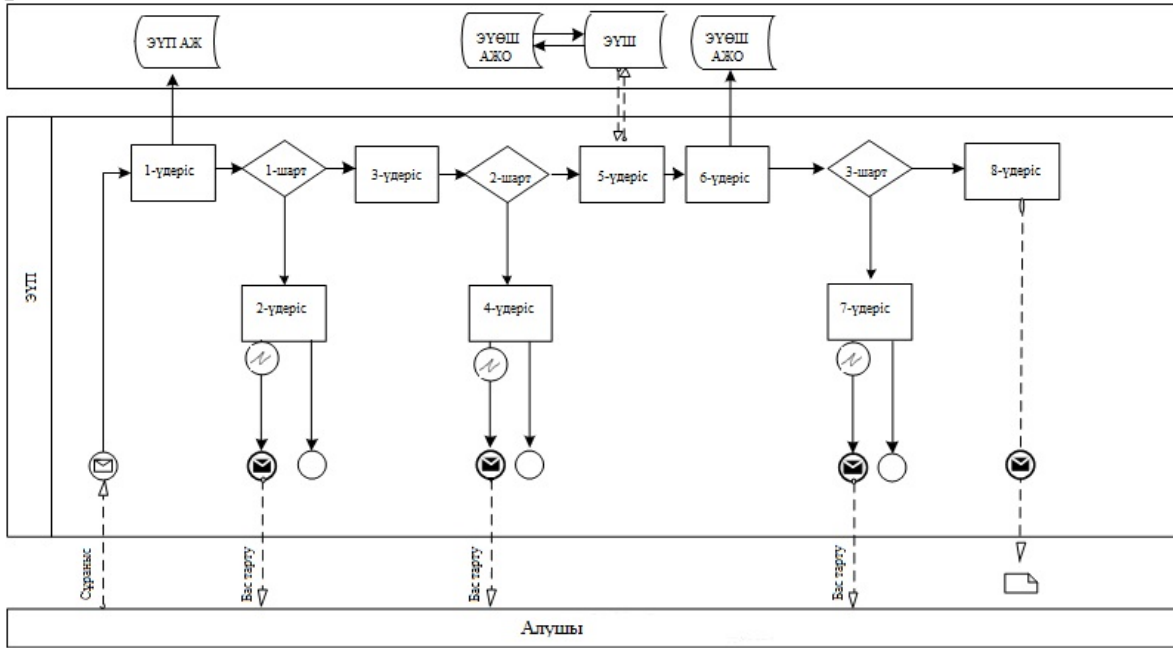 ЭҮП АЖ
ЭҮӨШ
АЖО
ЭҮШ
ЭҮӨШ
АЖО
ЭҮП
1-үдеріс
1-шарт
3-үдеріс
2-шарт
5-үдеріс
6-үдеріс
3-шарт
8-үдеріс
2-үдеріс
4-үдеріс
7-үдеріс
Сұраныс
Бас тарту
Бас тарту
Бас тарту
Алушы